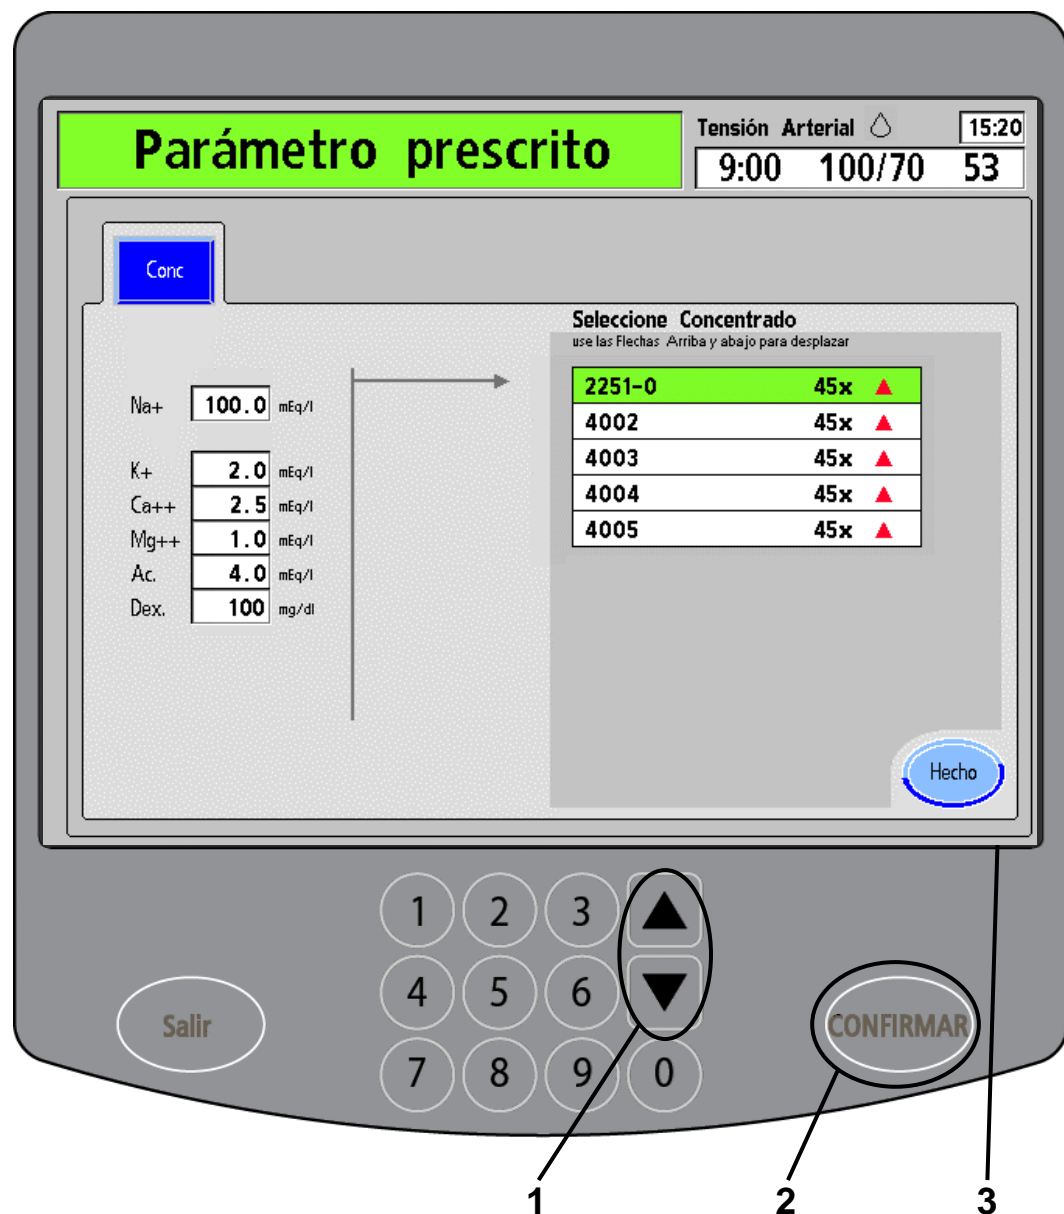 Parámetro prescrito
Tensión Arterial 15:20
9:00 100/70 53
Conc
Seleccione Concentrado
use las Flechas Arriba y abajo para desplazar
Na+ 100.0 mEq/l
K+ 2.0 mEq/l
Ca++ 2.5 mEq/l
Mg++ 1.0 mEq/l
Ac. 4.0 mEq/l
Dex. 100 mg/dl
2251-0 45x
4002 45x
4003 45x
4004 45x
4005 45x
Hecho
1 2 3
4 5 6
7 8 9 0
Salir
CONFIRMAR
1 2 3